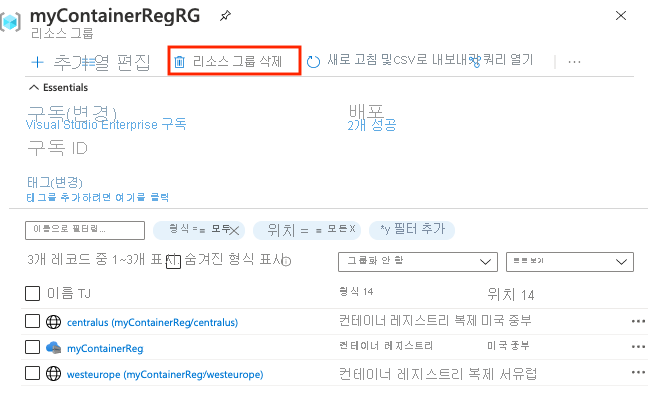 myContainerRegRG
리소스 그룹
추가 열 편집 리소스 그룹 삭제 새로 고침 및CSV로 내보내기 쿼리 열기 ...
Essentials
구독(변경) 배포
Visual Studio Enterprise 구독 2개 성공
구독 ID
태그(변경)
태그를 추가하려면 여기를 클릭
이름으로 필터링... 형식 == 모두 X 위치 == 모든 X *y 필터 추가
3개 레코드 중 1~3개 표시. 숨겨진 형식 표시 그룹화 안 함 목록 보기
이름 TJ 형식 14 위치 14
centralus (myContainerReg/centralus) 컨테이너 레지스트리 복제 미국 중부 ...
myContainerReg 컨테이너 레지스트리 미국 중부 ...
westeurope (myContainerReg/westeurope) 컨테이너 레지스트리 복제 서유럽 ...